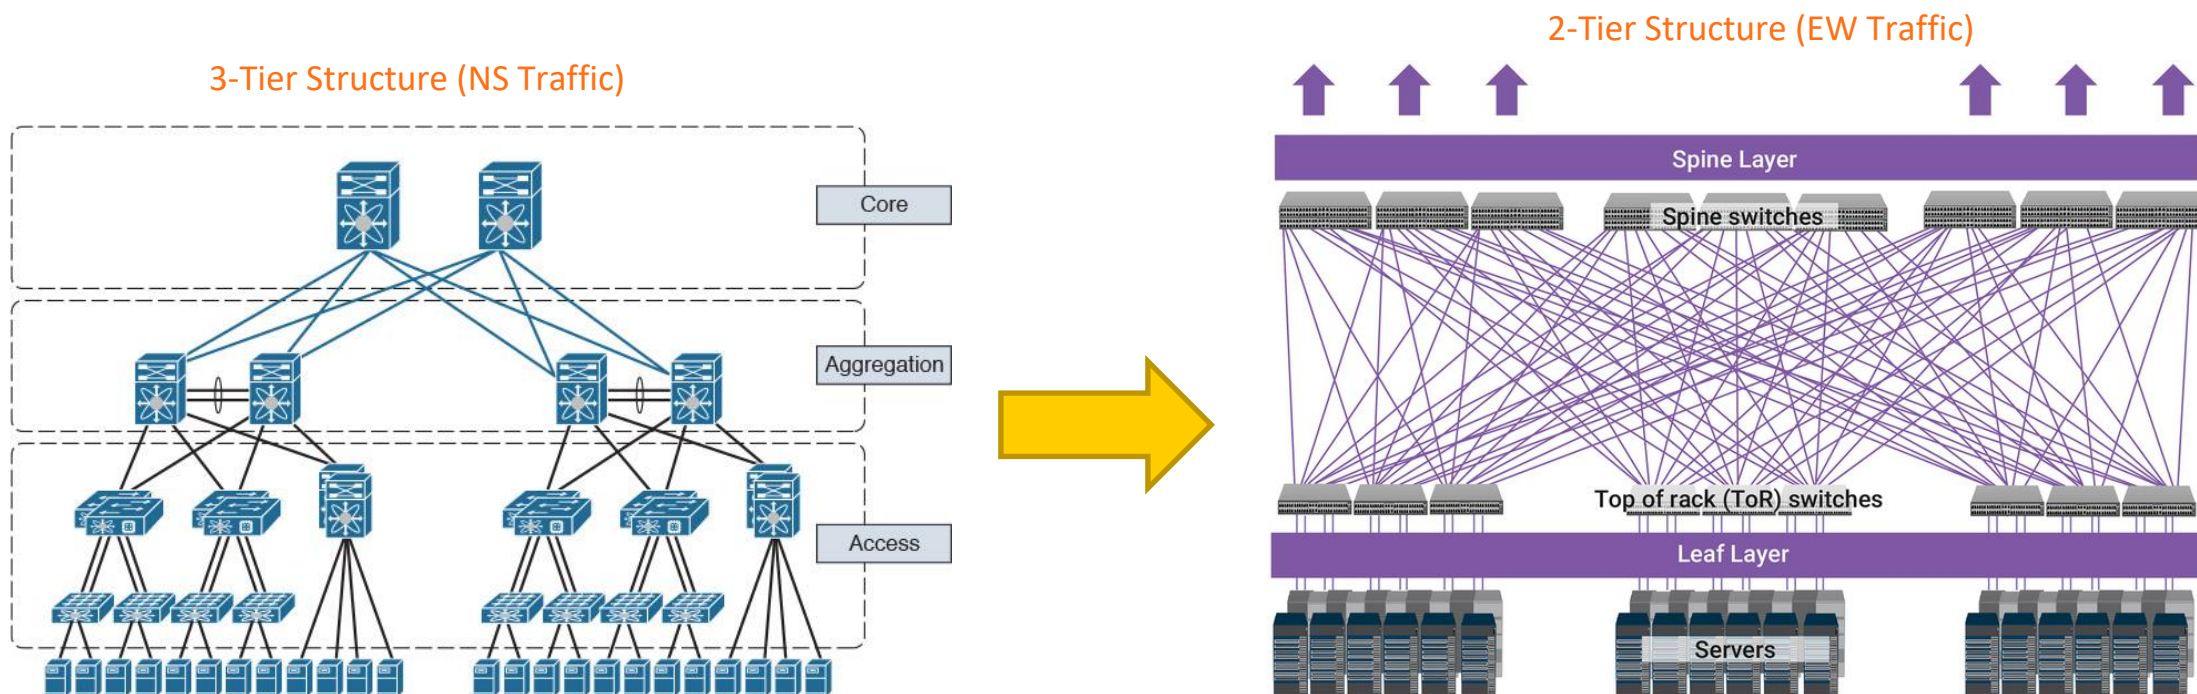 3-Tier Structure (NS Traffic)
Core
Aggregation
Access
2-Tier Structure (EW Traffic)
Spine Layer
Spine switches
Top of rack (ToR) switches
Leaf Layer
Servers